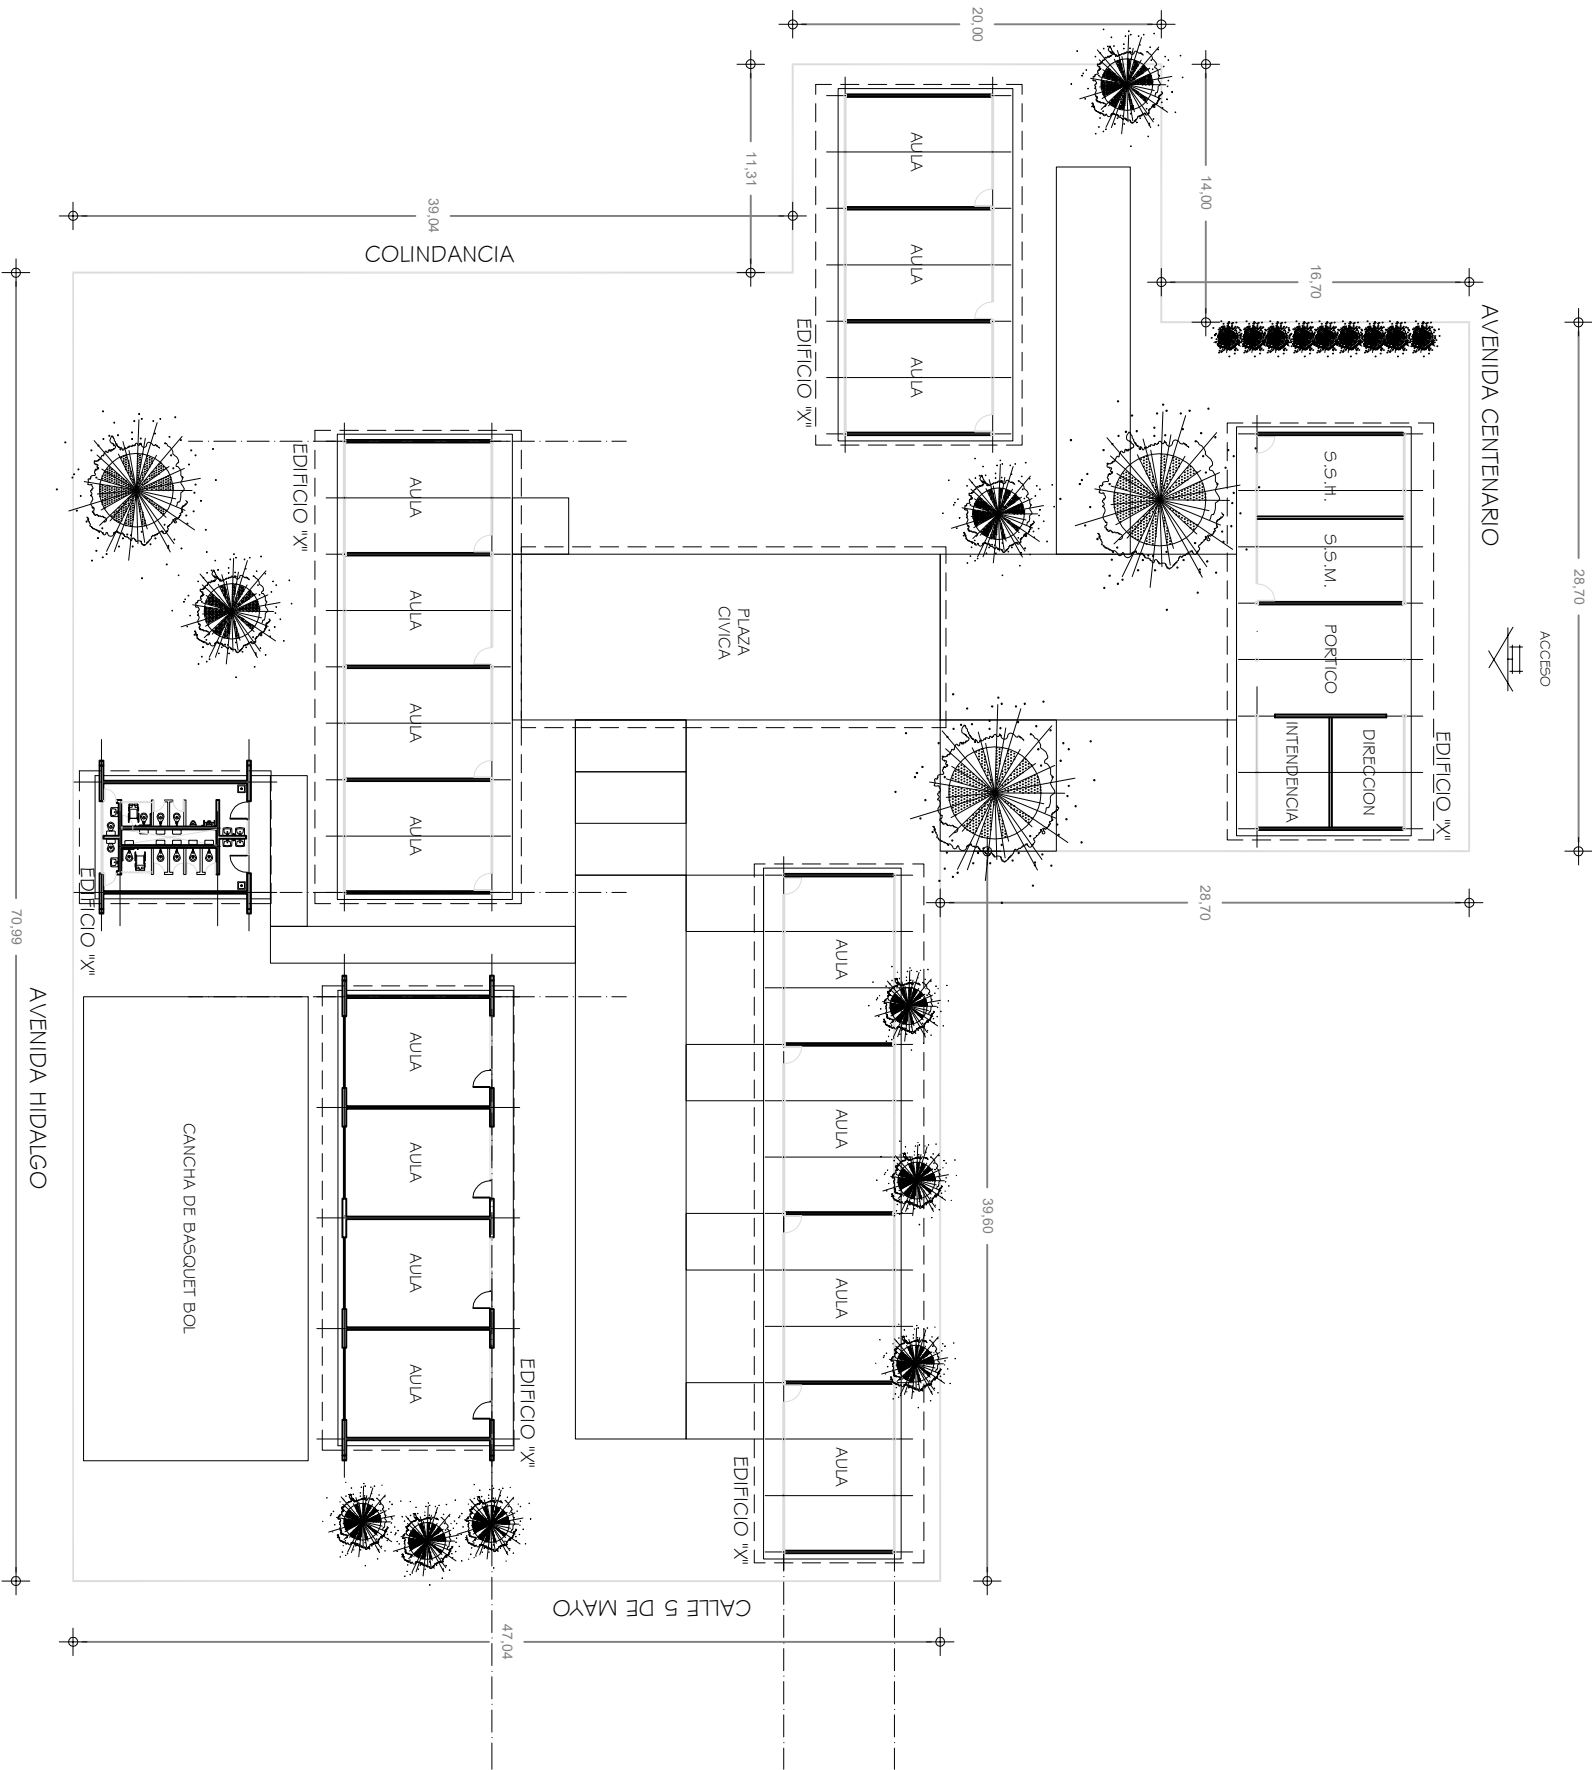 28,70
ACCESO
AVENIDA CENTENARIO
EDIFICIO "X"
16,70
DIRECCION
S.S.H.
S.S.M.
PORTICO
INTENDENCIA
14,00
28,70
20,00
39,60
AULA
AULA
AULA
EDIFICIO "X"
AULA
AULA
AULA
AULA
EDIFICIO "X"
11,31
PLAZA
CIVICA
CALLE 5 DE MAYO
47,04
EDIFICIO "X"
COLINDANCIA
39,04
AULA
AULA
AULA
AULA
AULA
AULA
AULA
AULA
EDIFICIO "X"
CANCHA DE BASQUET BOL
EDIFICIO "X"
AVENIDA HIDALGO
70,99